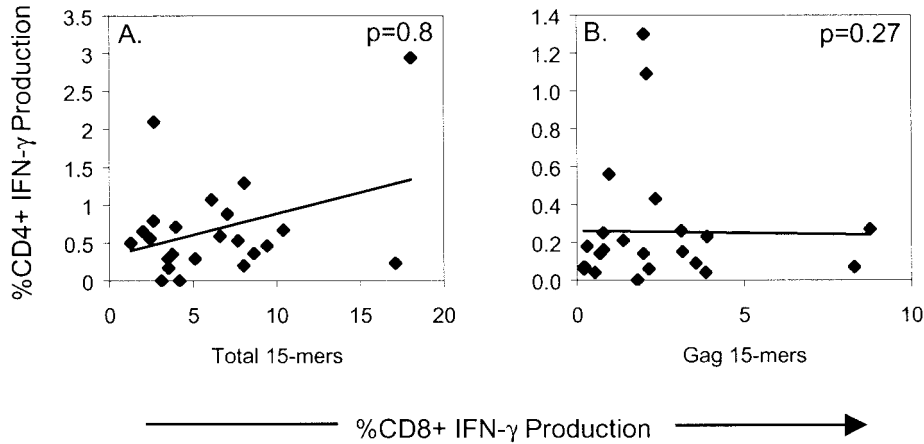 A.
p=0.8
%CD4+ IFN-γ Production
3.5
3
2.5
2
1.5
1
0.5
0
0 5 10 15 20
Total 15-mers
B.
p=0.27
1.4
1.2
1.0
0.8
0.6
0.4
0.2
0.0
0 5 10
Gag 15-mers
%CD8+ IFN-γ Production